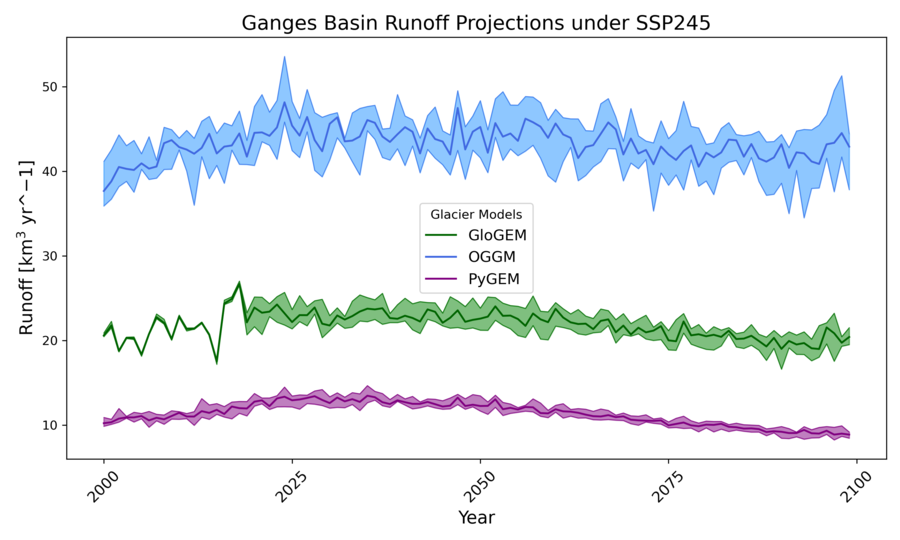 Ganges Basin Runoff Projections under SSP245
Runoff [km³ yr^−1]
50
40
30
20
10
Glacier Models
GloGEM
OGGM
PyGEM
2000
2025
2050
2075
2100
Year